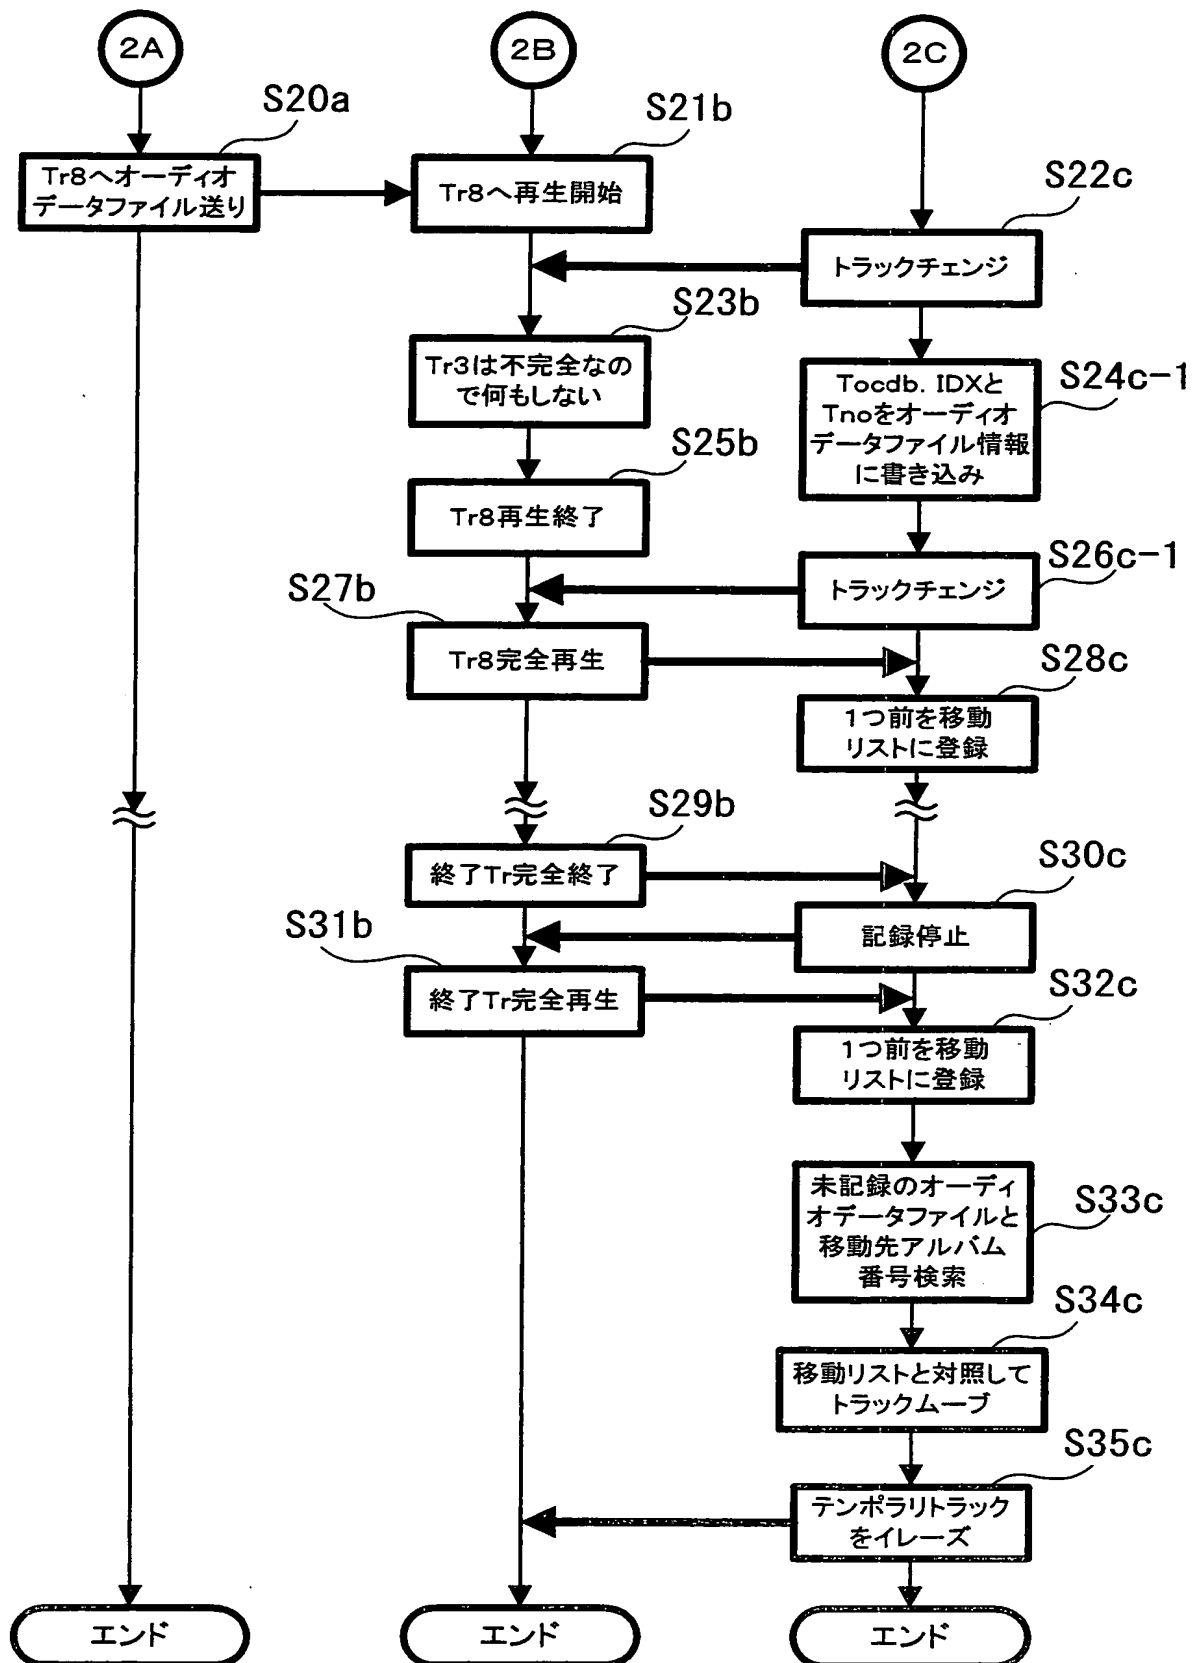 2A
2B
2C
S20a
S21b
Tr8へオーディオ
データファイル送り
Tr8へ再生開始
S22c
トラックチェンジ
S23b
Tr3は不完全なの
で何もしない
S24c-1
Tocdb. IDXと
Tnoをオーディオ
データファイル情報
に書き込み
S25b
Tr8再生終了
S26c-1
トラックチェンジ
S27b
Tr8完全再生
S28c
1つ前を移動
リストに登録
S29b
終了Tr完全終了
S30c
記録停止
S31b
終了Tr完全再生
S32c
1つ前を移動
リストに登録
S33c
未記録のオーディ
オデータファイルと
移動先アルバム
番号検索
S34c
移動リストと対照して
トラックムーブ
S35c
テンポラリトラック
をイレーズ
エンド
エンド
エンド